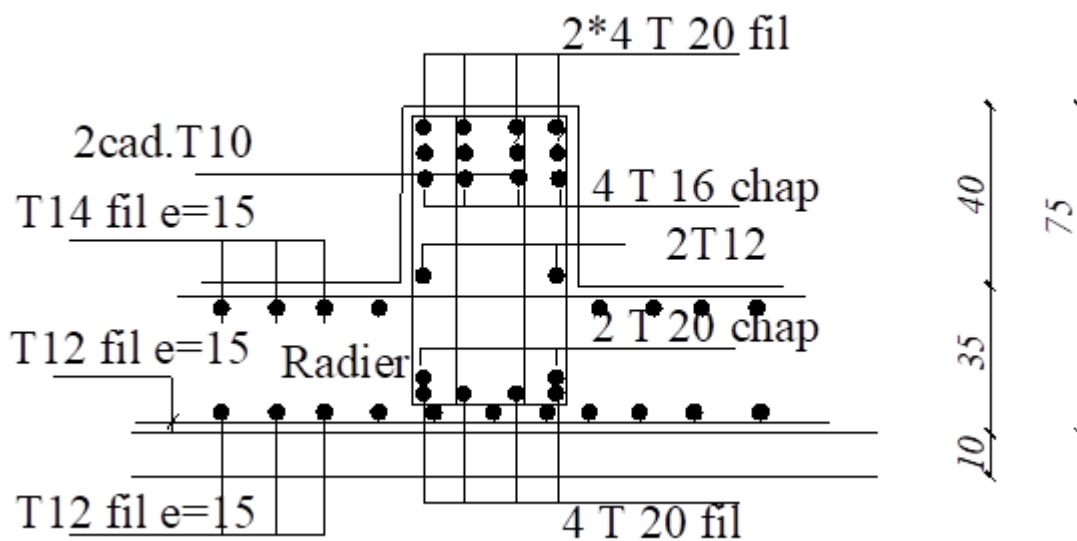 2*4 T 20 fil
2cad.T10
4 T 16 chap
T14 fil e=15
2T12
2 T 20 chap
T12 fil e=15
Radier
T12 fil e=15
4 T 20 fil
40
75
35
10